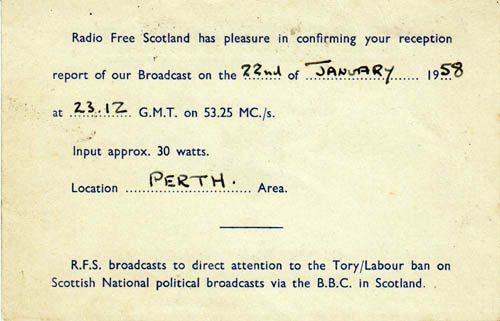 Radio Free Scotland has pleasure in confirming your reception
report of our Broadcast on the 22nd of JANUARY 1958
at 23.12 G.M.T. on 53.25 MC./s.
Input approx. 30 watts.
Location PERTH. Area.
R.F.S. broadcasts to direct attention to the Tory/Labour ban on
Scottish National political broadcasts via the B.B.C. in Scotland.